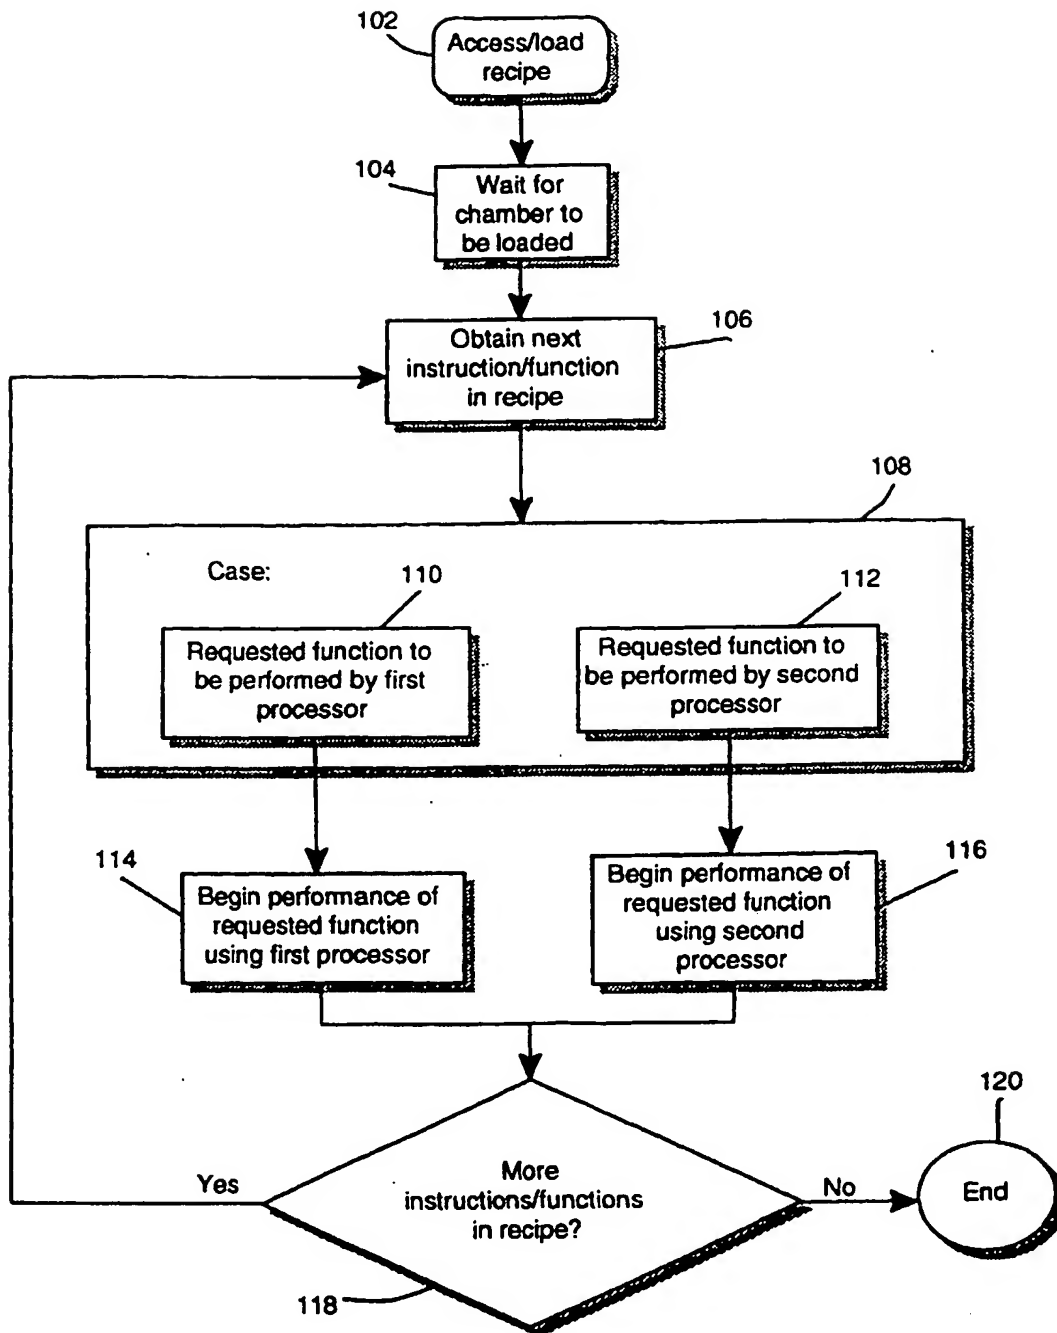 102
Access/load
recipe
104
Wait for
chamber to
be loaded
106
Obtain next
instruction/function
in recipe
108
Case:
110
112
Requested function to
be performed by first
processor
Requested function to
be performed by second
processor
114
Begin performance of
requested function
using first processor
116
Begin performance of
requested function
using second
processor
Yes
More
instructions/functions
in recipe?
No
120
End
118